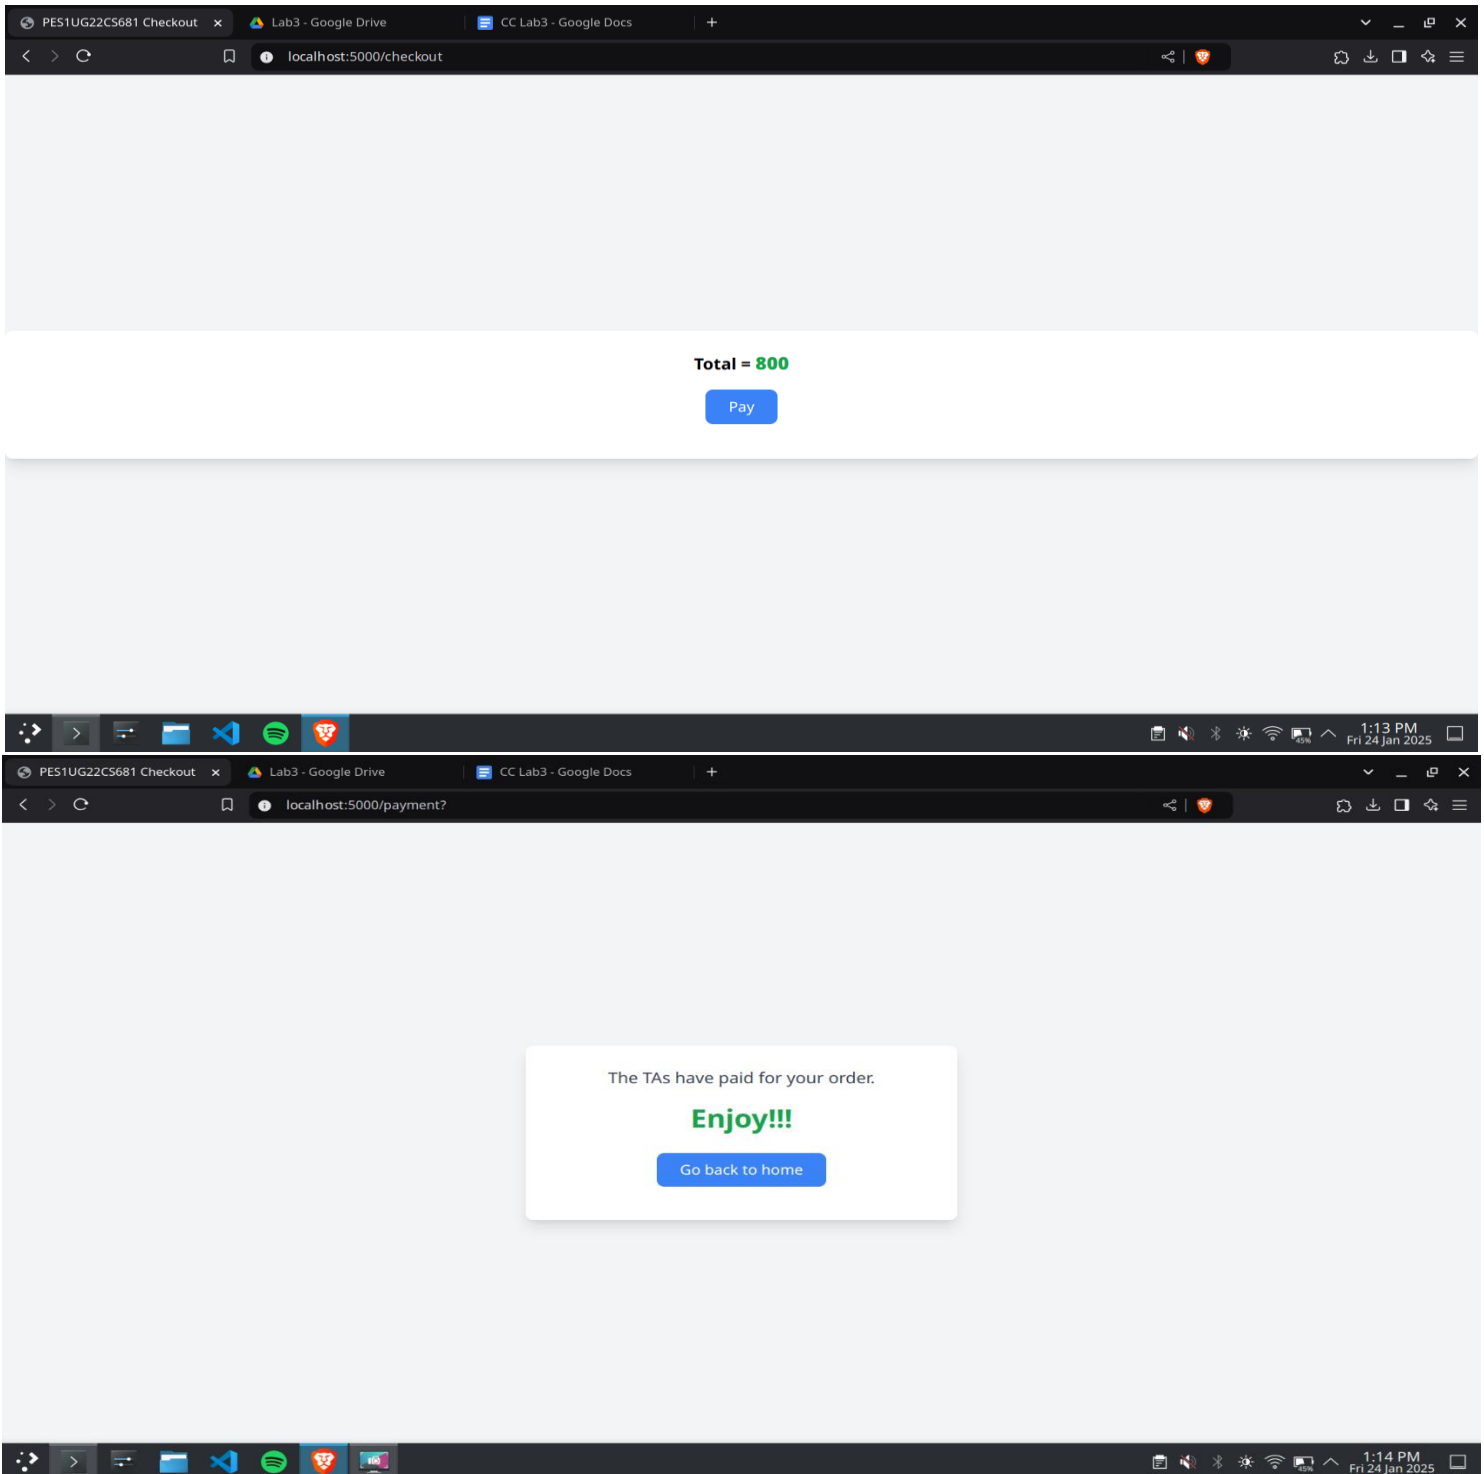 PES1UG22CS681 Checkout
Lab3 - Google Drive
CC Lab3 - Google Docs
localhost:5000/checkout
Total = 800
Pay
45%
1:13 PM
Fri 24 Jan 2025
PES1UG22CS681 Checkout
Lab3 - Google Drive
CC Lab3 - Google Docs
localhost:5000/payment?
The TAs have paid for your order.
Enjoy!!!
Go back to home
45%
1:14 PM
Fri 24 Jan 2025